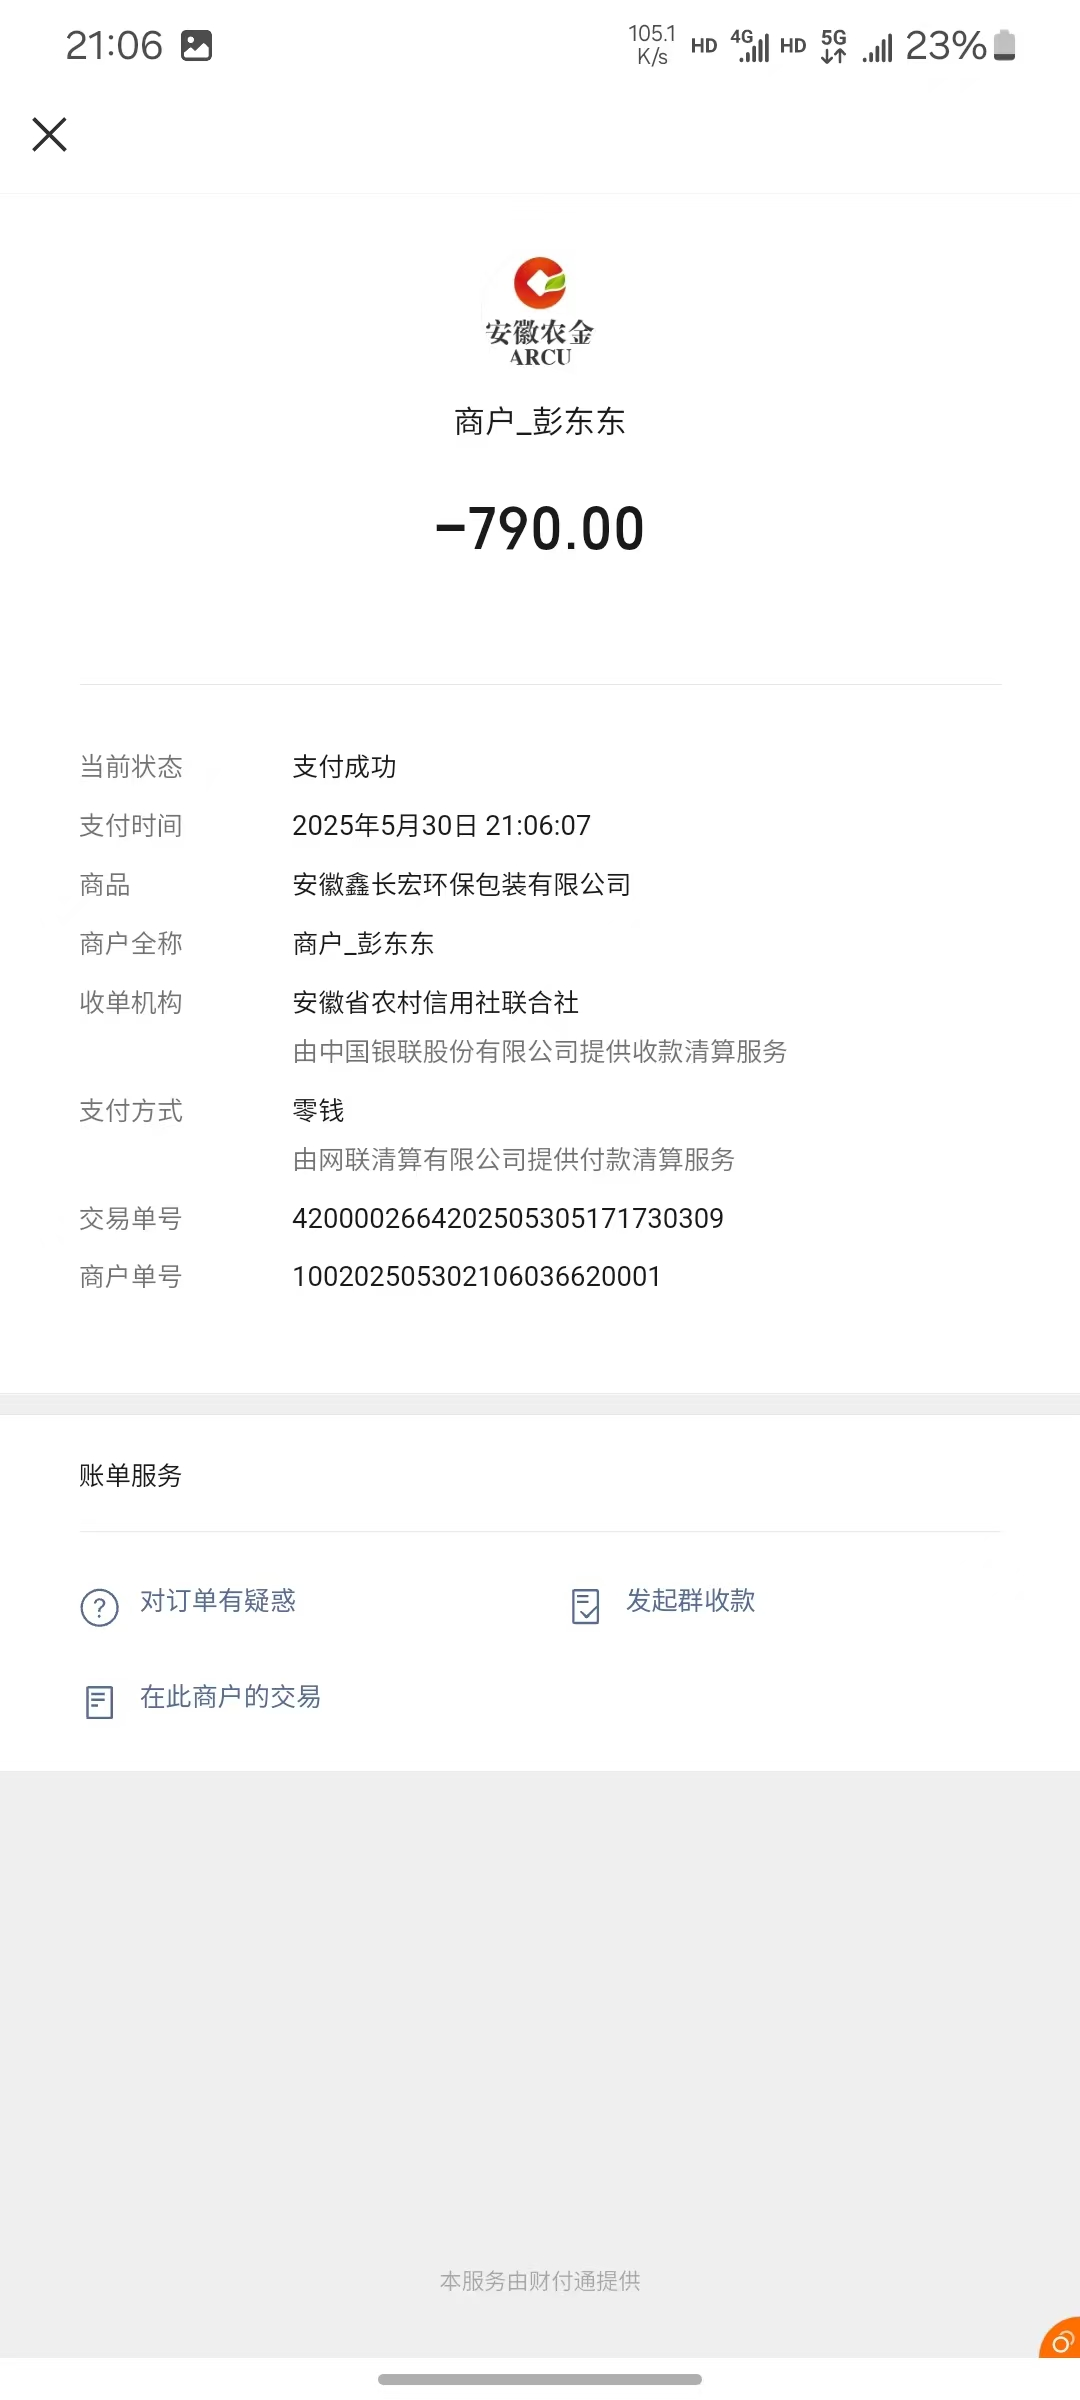 21:06
105.1 K/s HD 4G HD 5G 23%
安徽农金
ARCU
商户_彭东东
-790.00
当前状态 支付成功
支付时间 2025年5月30日 21:06:07
商品 安徽鑫长宏环保包装有限公司
商户全称 商户_彭东东
收单机构 安徽省农村信用社联合社
由中国银联股份有限公司提供收款清算服务
支付方式 零钱
由网联清算有限公司提供付款清算服务
交易单号 4200002664202505305171730309
商户单号 100202505302106036620001
账单服务
对订单有疑惑 发起群收款
在此商户的交易
本服务由财付通提供